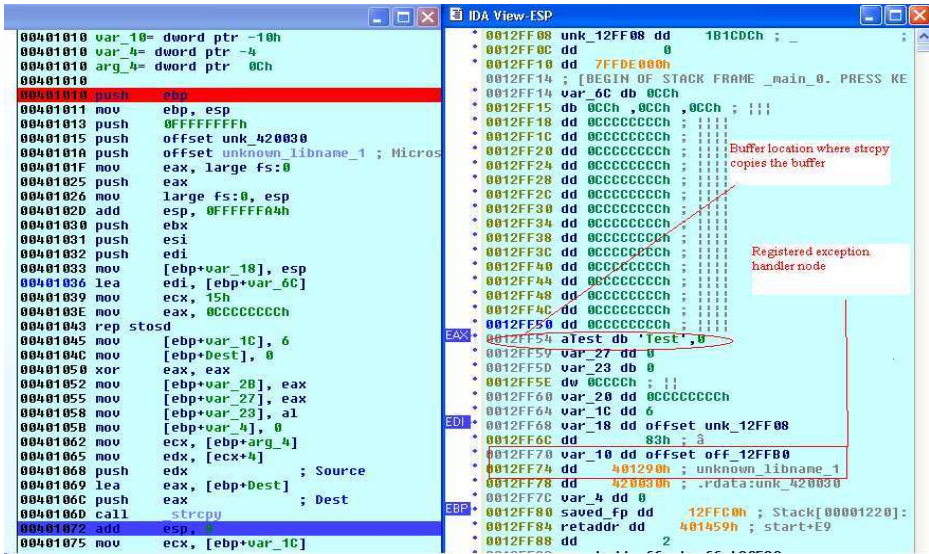 00401010 var_10= dword ptr -10h
00401010 var_4= dword ptr -4
00401010 arg_4= dword ptr  0Ch
00401010
00401010 push    ebp
00401011 mov     ebp, esp
00401013 push    0FFFFFFFFh
00401015 push    offset unk_420030
0040101A push    offset unknown_libname_1 ; Micros
0040101F mov     eax, large fs:0
00401025 push    eax
00401026 mov     large fs:0, esp
0040102D add     esp, 0FFFFFFA4h
00401030 push    ebx
00401031 push    esi
00401032 push    edi
00401033 mov     [ebp+var_18], esp
00401036 lea     edi, [ebp+var_6C]
00401039 mov     ecx, 15h
0040103E mov     eax, 0CCCCCCCCh
00401043 rep stosd
00401045 mov     [ebp+var_1C], 6
0040104C mov     [ebp+Dest], 0
00401050 xor     eax, eax
00401052 mov     [ebp+var_2B], eax
00401055 mov     [ebp+var_27], eax
00401058 mov     [ebp+var_23], al
0040105B mov     [ebp+var_4], 0
00401062 mov     ecx, [ebp+arg_4]
00401065 mov     edx, [ecx+4]
00401068 push    edx             ; Source
00401069 lea     eax, [ebp+Dest]
0040106C push    eax             ; Dest
0040106D call    _strcpy
00401072 add     esp,
00401075 mov     ecx, [ebp+var_1C]
IDA View-ESP
0012FF08 unk_12FF08 dd    1B1CDCh ; _ ;
0012FF0C dd         0
0012FF10 dd  7FFDE000h
0012FF14 ; [BEGIN OF STACK FRAME _main_0. PRESS KE
0012FF14 var_6C db 0CCh
0012FF15 db 0CCh ,0CCh ,0CCh ; ¦¦¦
0012FF18 dd 0CCCCCCCCh ; ¦¦¦¦
0012FF1C dd 0CCCCCCCCh ; ¦¦¦¦
0012FF20 dd 0CCCCCCCCh ; ¦¦¦¦
0012FF24 dd 0CCCCCCCCh ; ¦¦¦¦
0012FF28 dd 0CCCCCCCCh ; ¦¦¦¦
0012FF2C dd 0CCCCCCCCh ; ¦¦¦¦
0012FF30 dd 0CCCCCCCCh ; ¦¦¦¦
0012FF34 dd 0CCCCCCCCh ; ¦¦¦¦
0012FF38 dd 0CCCCCCCCh ; ¦¦¦¦
0012FF3C dd 0CCCCCCCCh ; ¦¦¦¦
0012FF40 dd 0CCCCCCCCh ; ¦¦¦¦
0012FF44 dd 0CCCCCCCCh ; ¦¦¦¦
0012FF48 dd 0CCCCCCCCh ; ¦¦¦¦
0012FF4C dd 0CCCCCCCCh ; ¦¦¦¦
0012FF50 dd 0CCCCCCCCh ; ¦¦¦¦
EAX 0012FF54 aTest db 'Test',0
0012FF59 var_27 dd 0
0012FF5D var_23 db 0
0012FF5E dw 0CCCCh ; ¦¦
0012FF60 var_20 dd 0CCCCCCCCh
0012FF64 var_1C dd 6
EDI 0012FF68 var_18 dd offset unk_12FF08
0012FF6C dd        83h ; â
0012FF70 var_10 dd offset off_12FFB0
0012FF74 dd    401290h ; unknown_libname_1
0012FF78 dd    420030h ; .rdata:unk_420030
0012FF7C var_4 dd 0
EBP 0012FF80 saved_fp dd    12FFC0h ; Stack[00001220]:
0012FF84 retaddr dd    401459h ; start+E9
0012FF88 dd         2
Buffer location where strcpy
copies the buffer
Registered exception
handler node